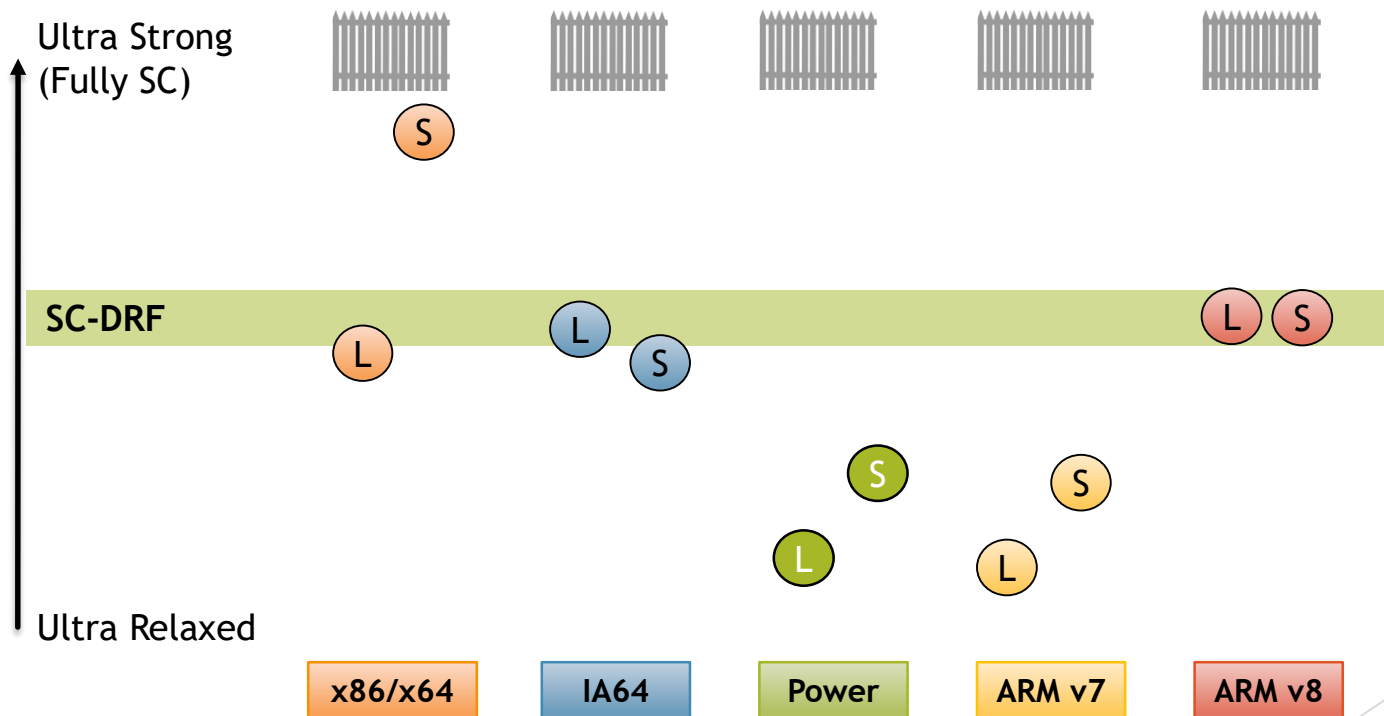 Ultra Strong
(Fully SC)
S
SC-DRF
L
L
S
L
S
S
S
L
L
Ultra Relaxed
x86/x64
IA64
Power
ARM v7
ARM v8